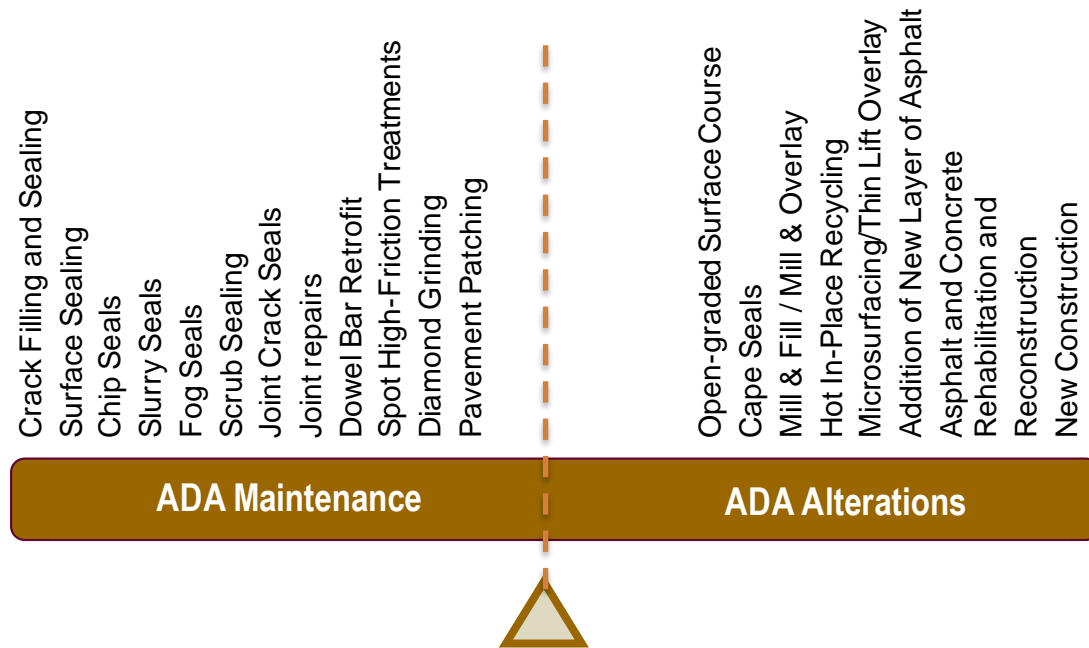 Crack Filling and Sealing
Surface Sealing
Chip Seals
Slurry Seals
Fog Seals
Scrub Sealing
Joint Crack Seals
Joint repairs
Dowel Bar Retrofit
Spot High-Friction Treatments
Diamond Grinding
Pavement Patching
Open-graded Surface Course
Cape Seals
Mill & Fill / Mill & Overlay
Hot In-Place Recycling
Microsurfacing/Thin Lift Overlay
Addition of New Layer of Asphalt
Asphalt and Concrete
Rehabilitation and
Reconstruction
New Construction
ADA Maintenance
ADA Alterations